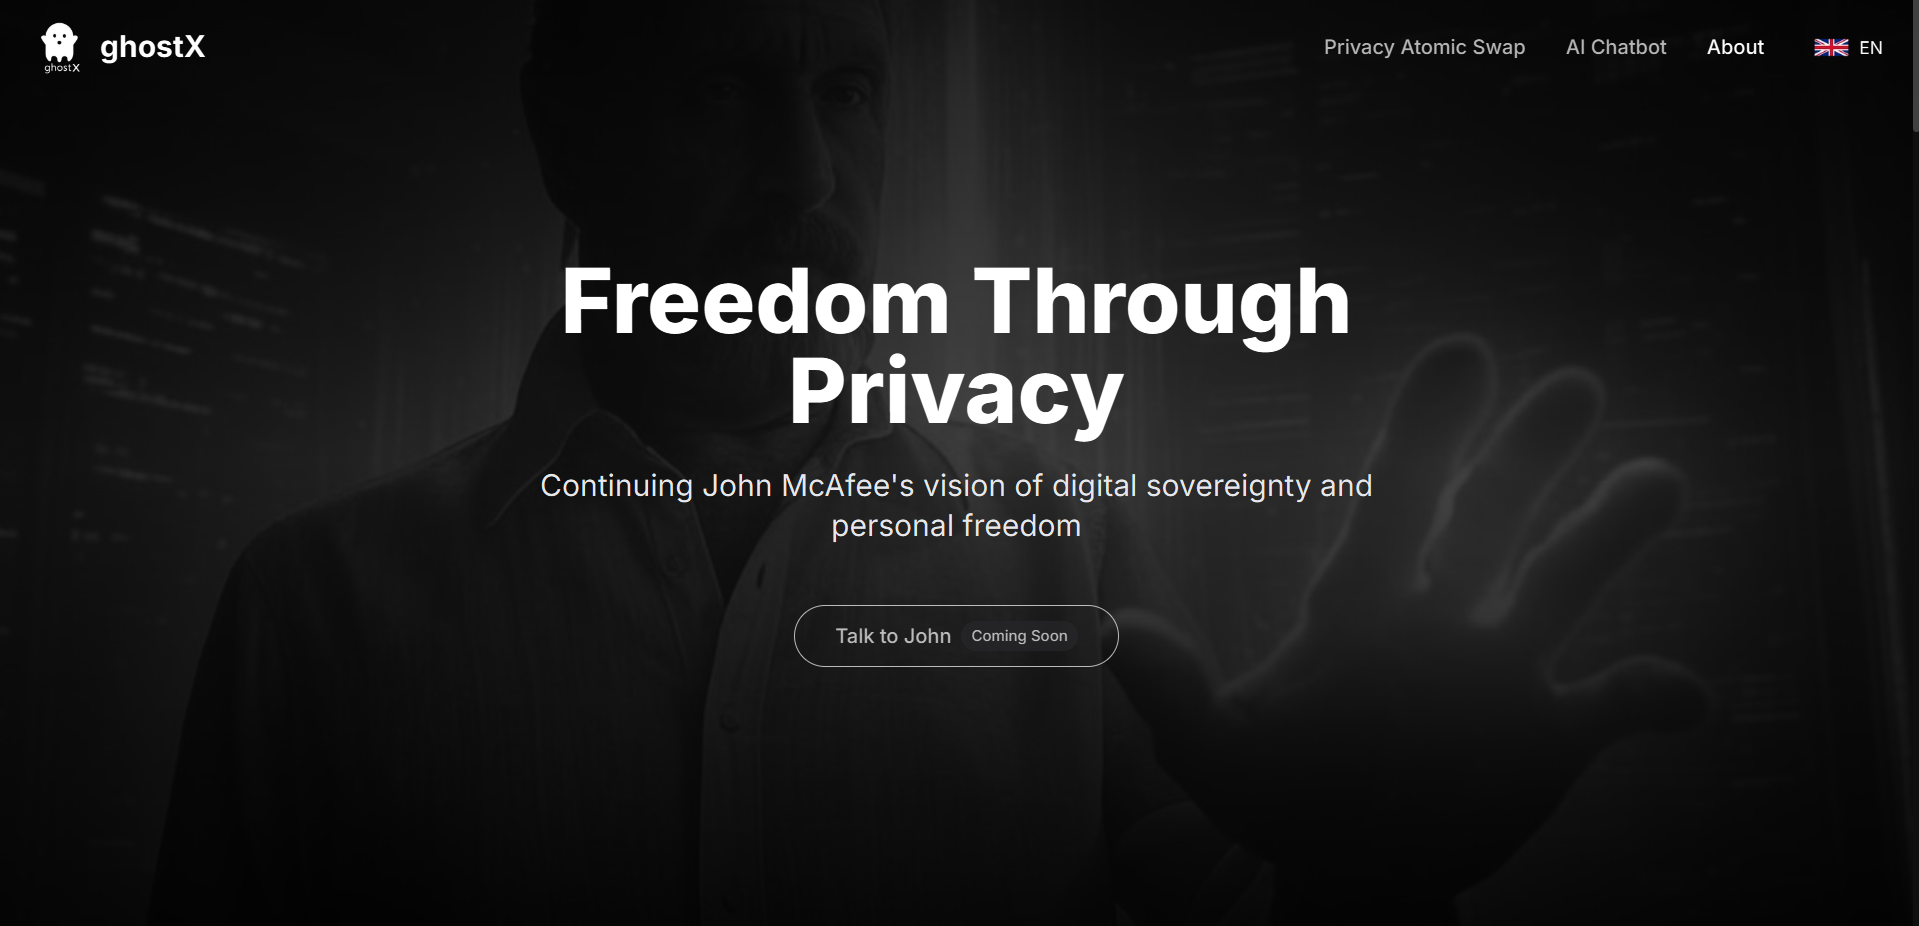 ghostX
ghostX
Privacy Atomic Swap
AI Chatbot
About
EN
Freedom Through
Privacy
Continuing John McAfee's vision of digital sovereignty and
personal freedom
Talk to John Coming Soon